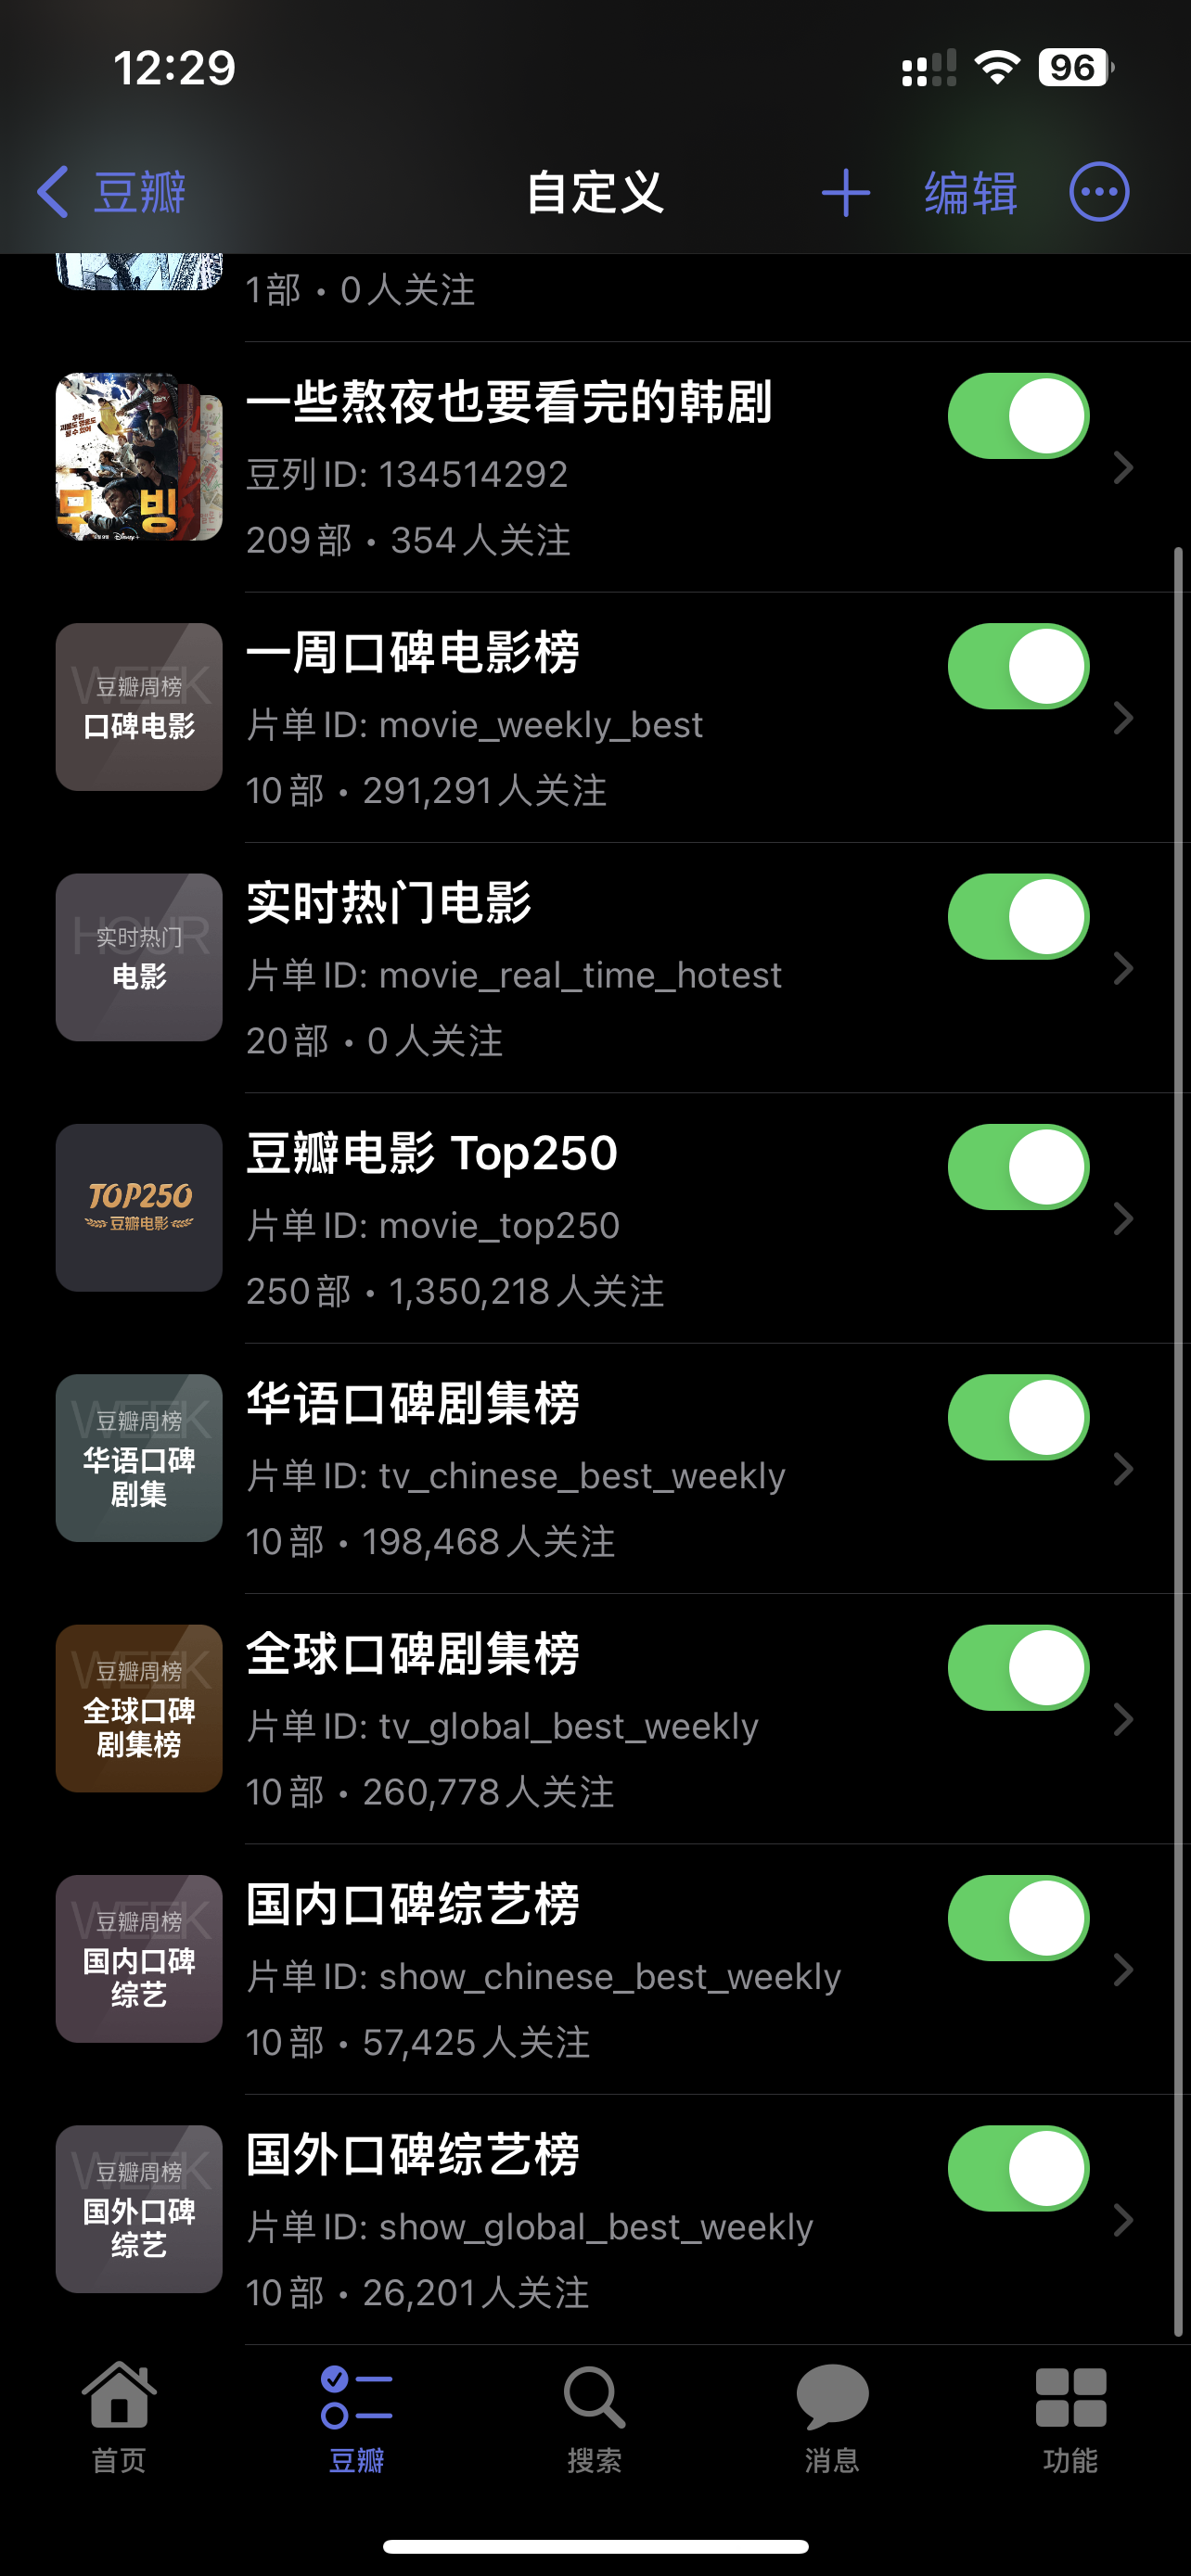 12:29
96
豆瓣
自定义
编辑
1部 • 0人关注
一些熬夜也要看完的韩剧
豆列 ID: 134514292
209 部 • 354 人关注
무빙
Disney+
一周口碑电影榜
片单 ID: movie_weekly_best
10 部 • 291,291人关注
WEEK
豆瓣周榜
口碑电影
实时热门电影
片单 ID: movie_real_time_hotest
20 部 • 0人关注
HOUR
实时热门
电影
豆瓣电影 Top250
片单 ID: movie_top250
250 部 • 1,350,218 人关注
TOP250
豆瓣电影
华语口碑剧集榜
片单 ID: tv_chinese_best_weekly
10 部 • 198,468 人关注
WEEK
豆瓣周榜
华语口碑
剧集
全球口碑剧集榜
片单 ID: tv_global_best_weekly
10 部 • 260,778 人关注
WEEK
豆瓣周榜
全球口碑
剧集榜
国内口碑综艺榜
片单 ID: show_chinese_best_weekly
10 部 • 57,425 人关注
WEEK
豆瓣周榜
国内口碑
综艺
国外口碑综艺榜
片单 ID: show_global_best_weekly
10 部 • 26,201人关注
WEEK
豆瓣周榜
国外口碑
综艺
首页
豆瓣
搜索
消息
功能